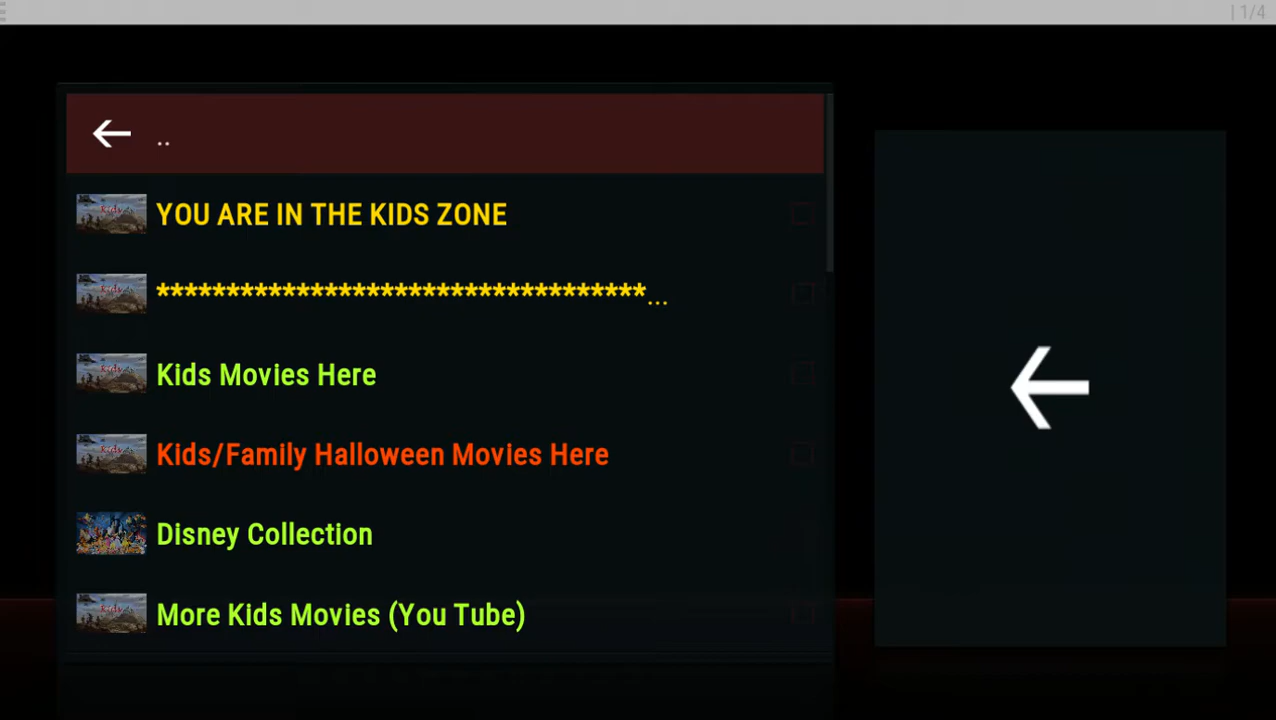 | 1/4
..
YOU ARE IN THE KIDS ZONE
***********************************...
Kids Movies Here
Kids/Family Halloween Movies Here
Disney Collection
More Kids Movies (You Tube)